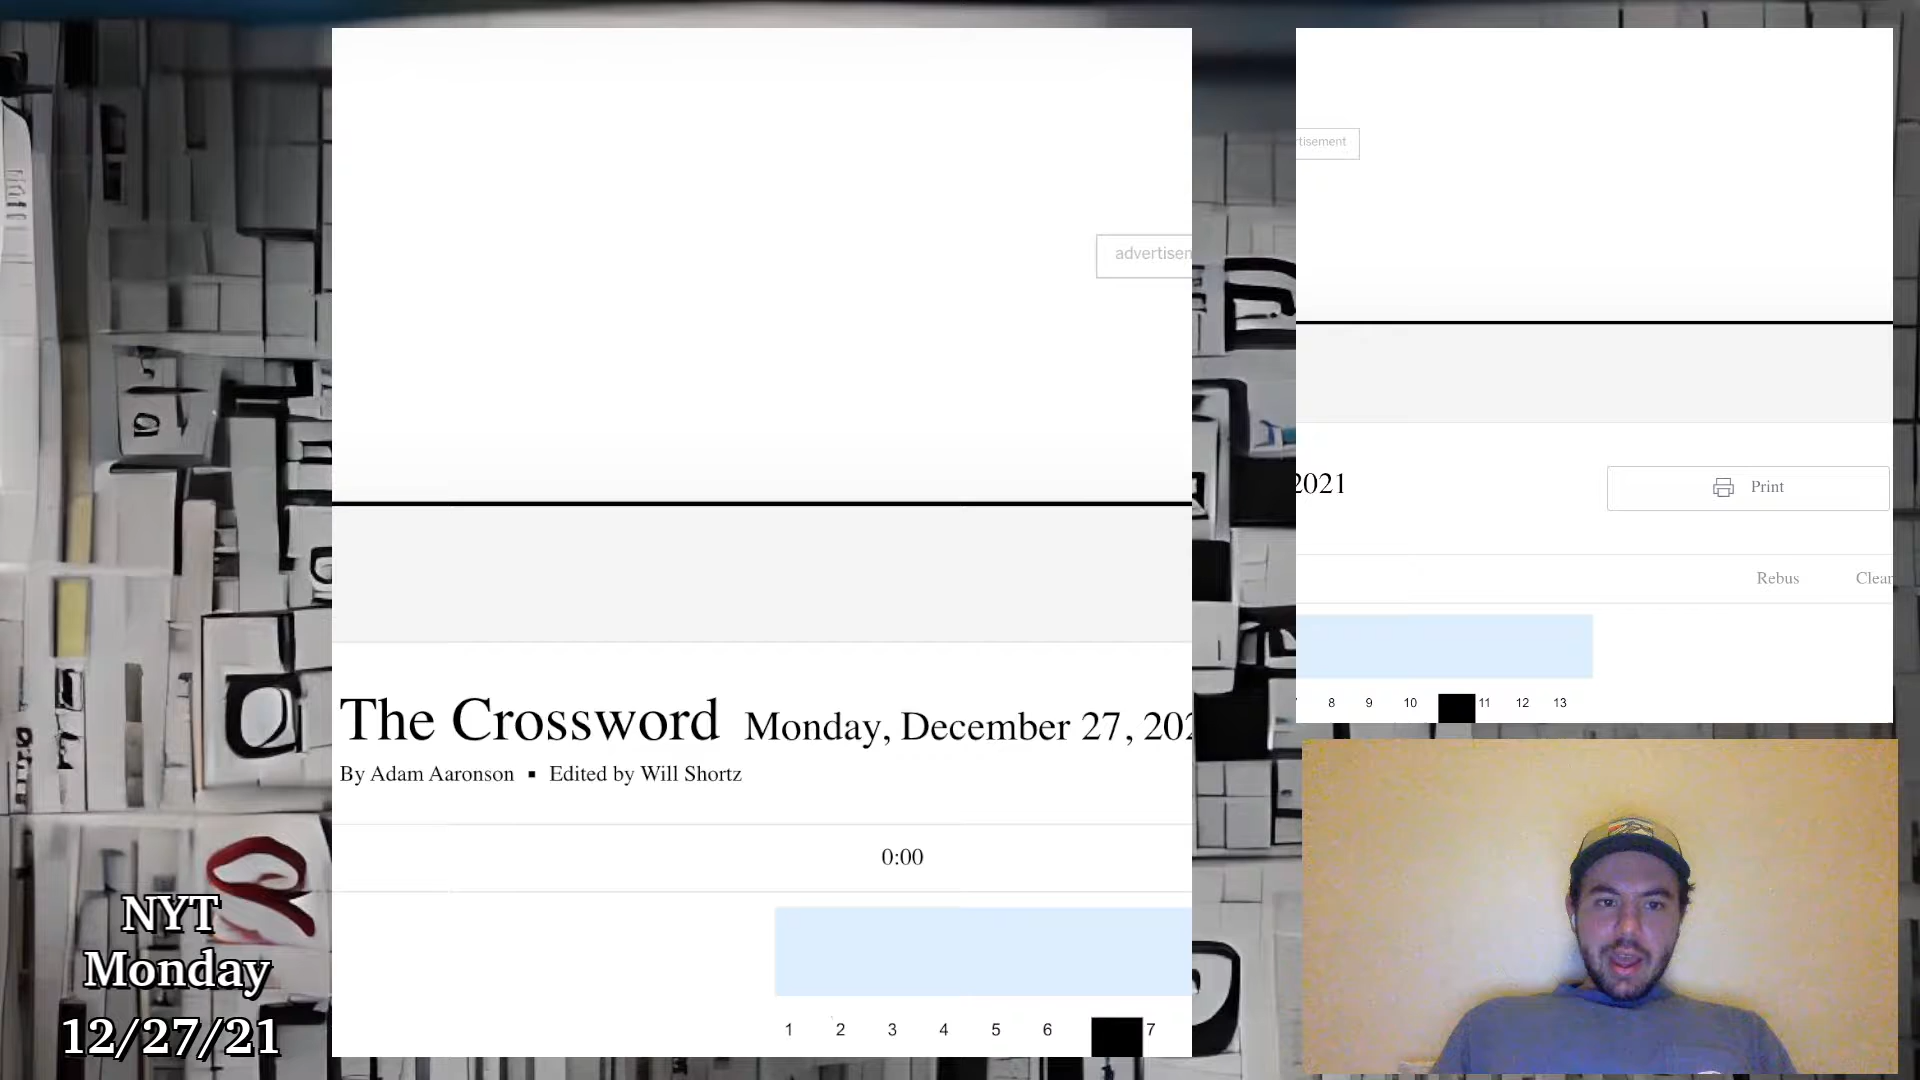 advertisen
The Crossword Monday, December 27, 202
By Adam Aaronson ■ Edited by Will Shortz
0:00
1 2 3 4 5 6 7
rtisement
2021
Print
Rebus Clear
8 9 10 11 12 13
NYT
Monday
12/27/21